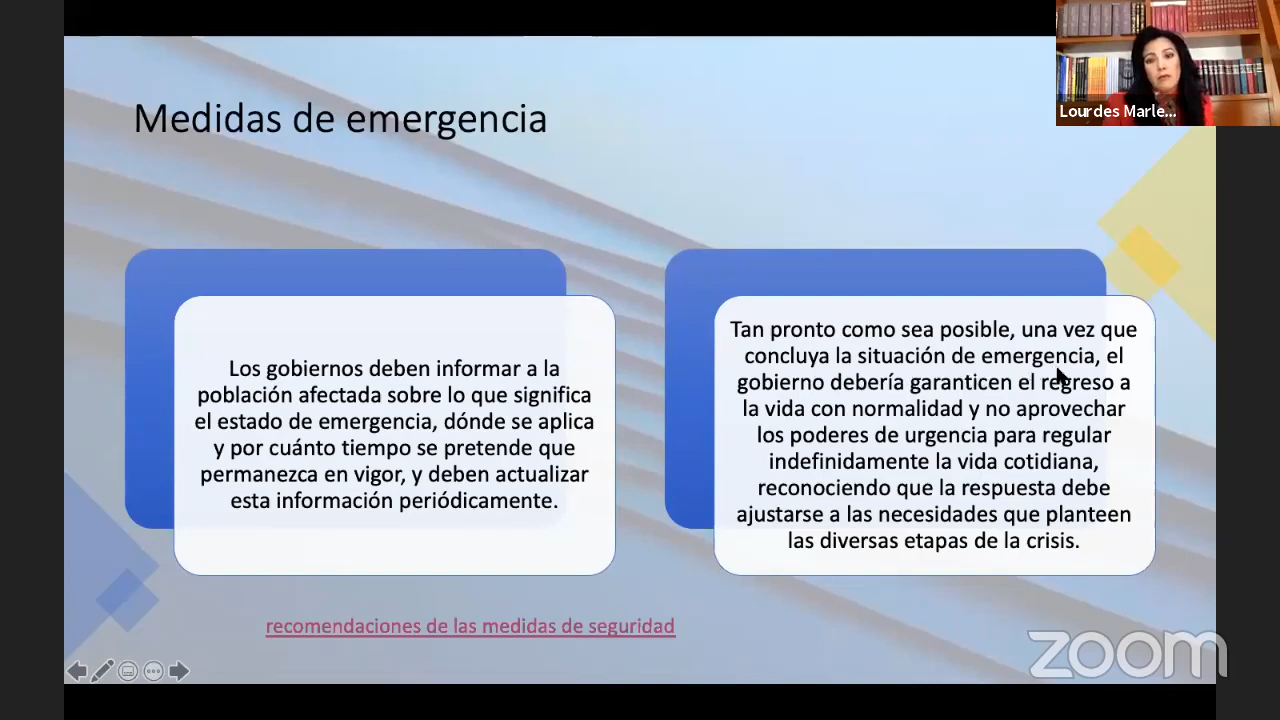 Medidas de emergencia
Lourdes Marle...
Los gobiernos deben informar a la
población afectada sobre lo que significa
el estado de emergencia, dónde se aplica
y por cuánto tiempo se pretende que
permanezca en vigor, y deben actualizar
esta información periódicamente.
Tan pronto como sea posible, una vez que
concluya la situación de emergencia, el
gobierno debería garanticen el regreso a
la vida con normalidad y no aprovechar
los poderes de urgencia para regular
indefinidamente la vida cotidiana,
reconociendo que la respuesta debe
ajustarse a las necesidades que planteen
las diversas etapas de la crisis.
recomendaciones de las medidas de seguridad
zoom